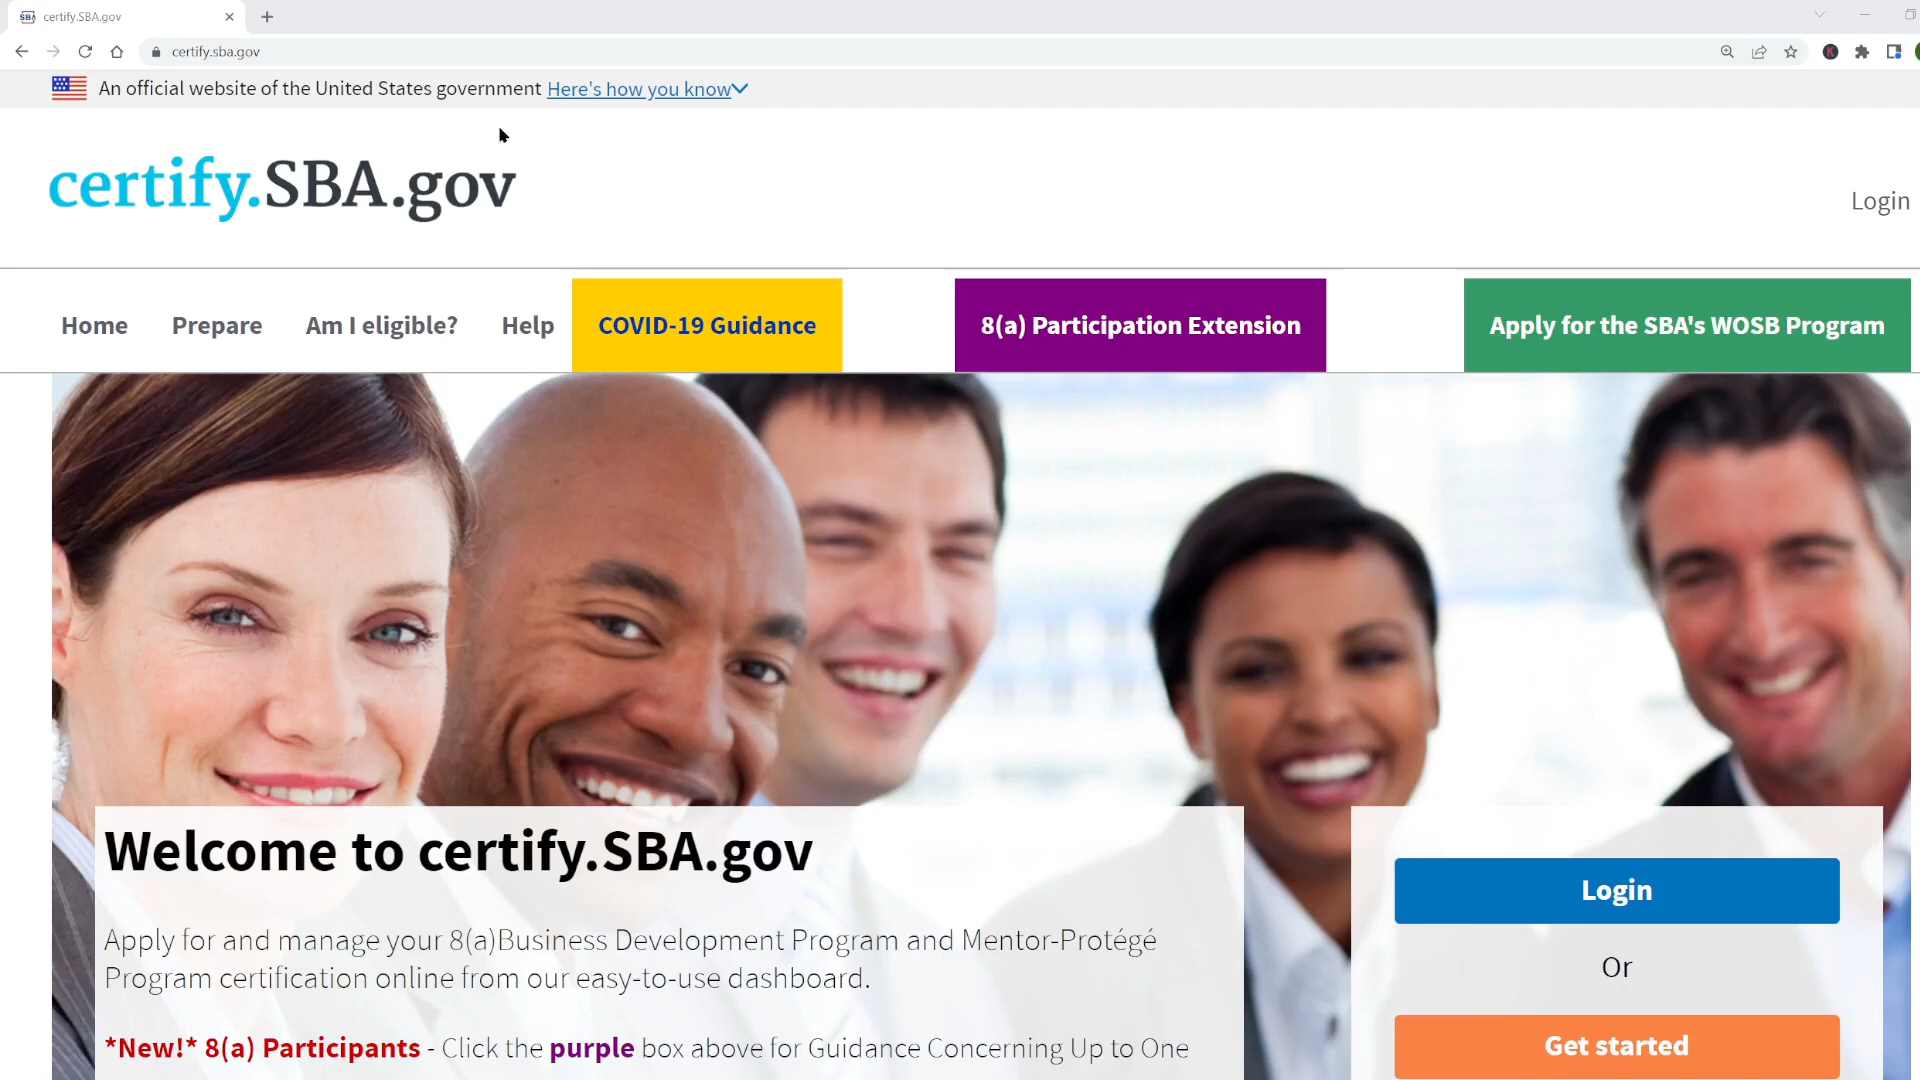 certify.SBA.gov
certify.sba.gov
An official website of the United States government Here's how you know
certify.SBA.gov
Login
Home Prepare Am I eligible? Help COVID-19 Guidance 8(a) Participation Extension Apply for the SBA's WOSB Program
Welcome to certify.SBA.gov
Apply for and manage your 8(a)Business Development Program and Mentor-Protégé
Program certification online from our easy-to-use dashboard.
*New!* 8(a) Participants - Click the purple box above for Guidance Concerning Up to One
Login
Or
Get started